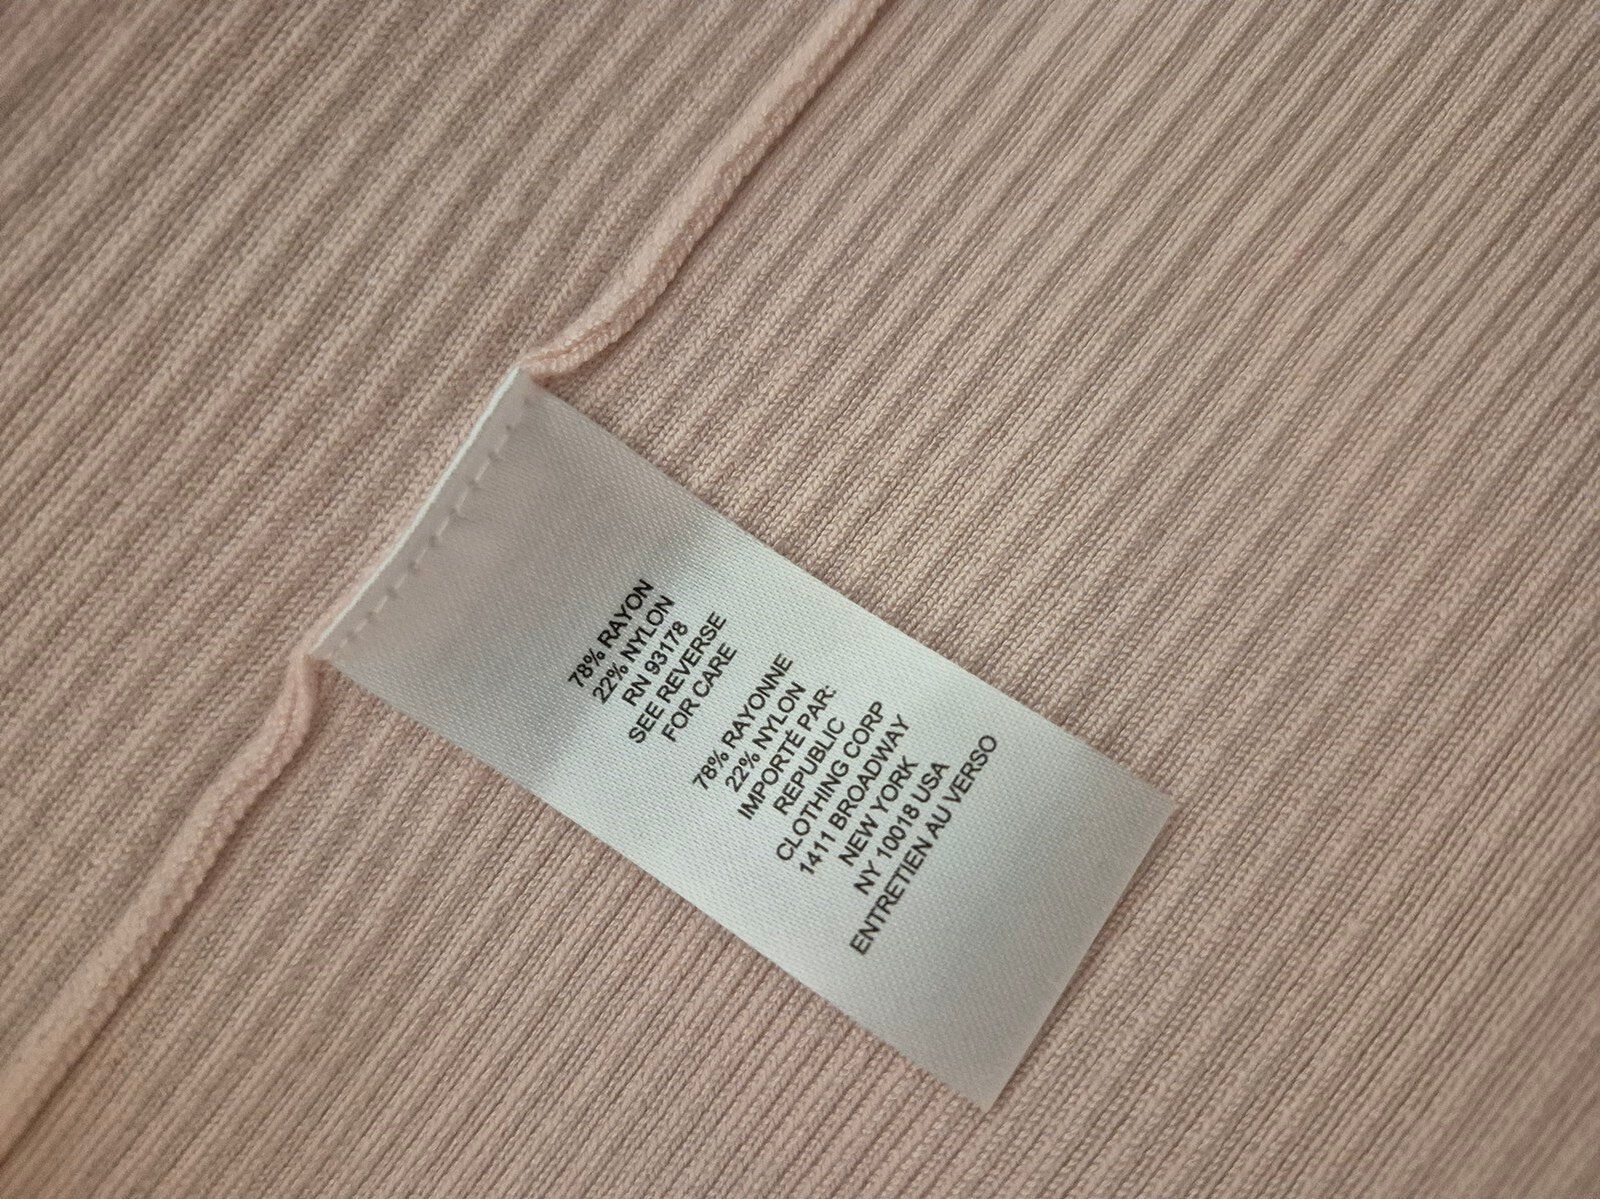 78% RAYON
22% NYLON
RN 93178
SEE REVERSE
FOR CARE
78% RAYONNE
22% NYLON
IMPORTÉ PAR:
REPUBLIC
CLOTHING CORP
1411 BROADWAY
NEW YORK
NY 10018 USA
ENTRETIEN AU VERSO